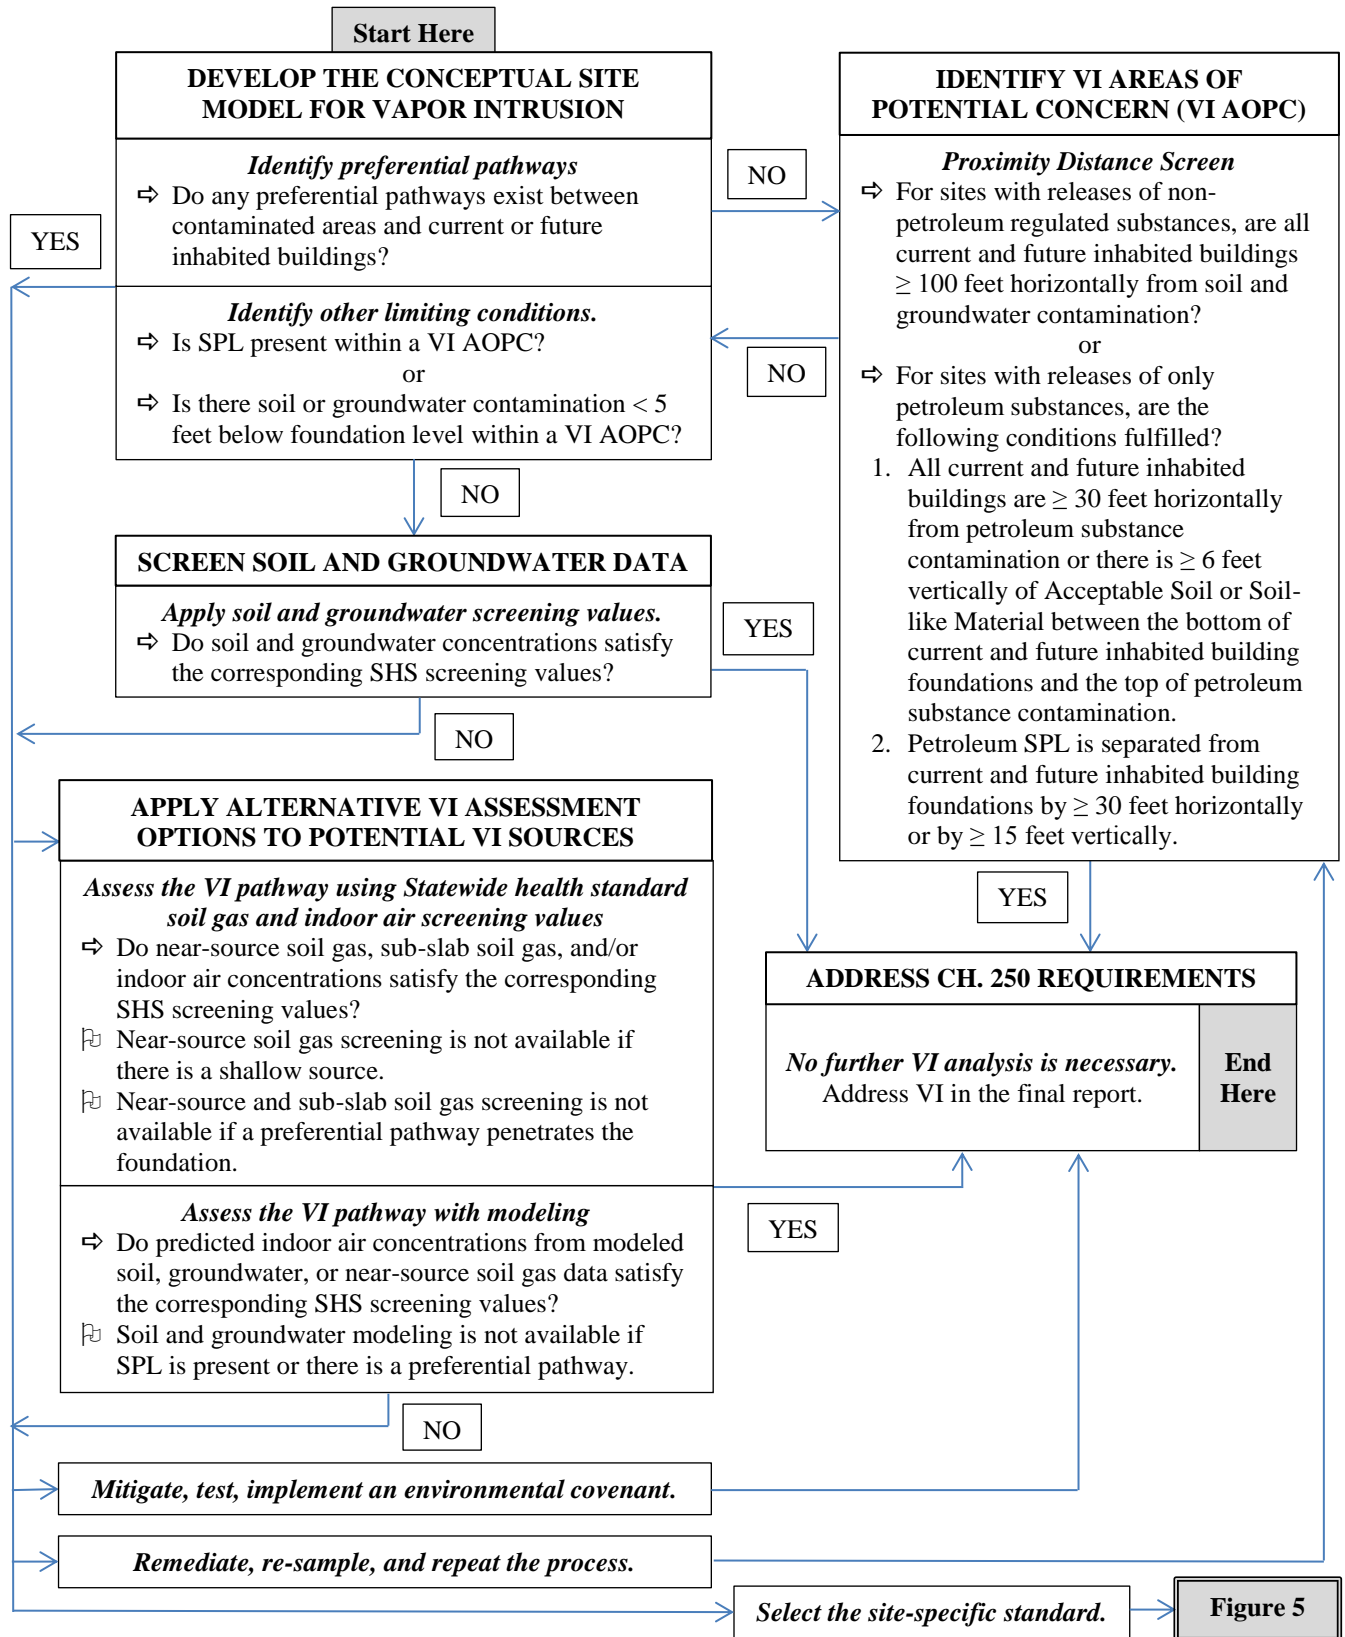 Start Here
DEVELOP THE CONCEPTUAL SITE
MODEL FOR VAPOR INTRUSION
Identify preferential pathways
⇨ Do any preferential pathways exist between
contaminated areas and current or future
inhabited buildings?
YES
NO
Identify other limiting conditions.
⇨ Is SPL present within a VI AOPC?
or
⇨ Is there soil or groundwater contamination < 5
feet below foundation level within a VI AOPC?
NO
NO
IDENTIFY VI AREAS OF
POTENTIAL CONCERN (VI AOPC)
Proximity Distance Screen
⇨ For sites with releases of non-
petroleum regulated substances, are all
current and future inhabited buildings
≥ 100 feet horizontally from soil and
groundwater contamination?
or
⇨ For sites with releases of only
petroleum substances, are the
following conditions fulfilled?
1. All current and future inhabited
buildings are ≥ 30 feet horizontally
from petroleum substance
contamination or there is ≥ 6 feet
vertically of Acceptable Soil or Soil-
like Material between the bottom of
current and future inhabited building
foundations and the top of petroleum
substance contamination.
2. Petroleum SPL is separated from
current and future inhabited building
foundations by ≥ 30 feet horizontally
or by ≥ 15 feet vertically.
YES
SCREEN SOIL AND GROUNDWATER DATA
Apply soil and groundwater screening values.
⇨ Do soil and groundwater concentrations satisfy
the corresponding SHS screening values?
YES
NO
APPLY ALTERNATIVE VI ASSESSMENT
OPTIONS TO POTENTIAL VI SOURCES
Assess the VI pathway using Statewide health standard
soil gas and indoor air screening values
⇨ Do near-source soil gas, sub-slab soil gas, and/or
indoor air concentrations satisfy the corresponding
SHS screening values?
Near-source soil gas screening is not available if
there is a shallow source.
Near-source and sub-slab soil gas screening is not
available if a preferential pathway penetrates the
foundation.
Assess the VI pathway with modeling
⇨ Do predicted indoor air concentrations from modeled
soil, groundwater, or near-source soil gas data satisfy
the corresponding SHS screening values?
Soil and groundwater modeling is not available if
SPL is present or there is a preferential pathway.
YES
NO
ADDRESS CH. 250 REQUIREMENTS
No further VI analysis is necessary.
Address VI in the final report.
End
Here
Mitigate, test, implement an environmental covenant.
Remediate, re-sample, and repeat the process.
Select the site-specific standard.
Figure 5